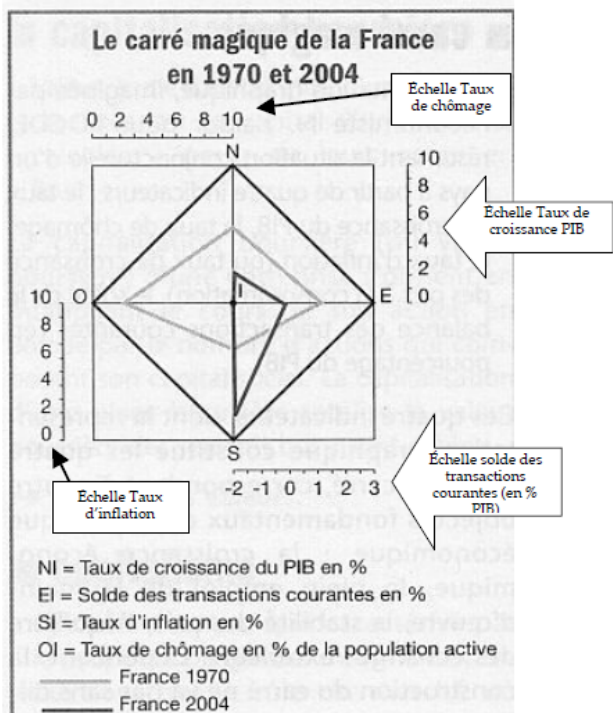 Le carré magique de la France
en 1970 et 2004
Échelle Taux
de chômage
0 2 4 6 8 10
N
10
8
6
4
2
0
Échelle Taux de
croissance PIB
O
I
E
10
8
6
4
2
0
S
-2 -1 0 1 2 3
Échelle Taux
d'inflation
Échelle solde des
transactions
courantes (en %
PIB)
NI = Taux de croissance du PIB en %
EI = Solde des transactions courantes en %
SI = Taux d'inflation en %
OI = Taux de chômage en % de la population active
France 1970
France 2004